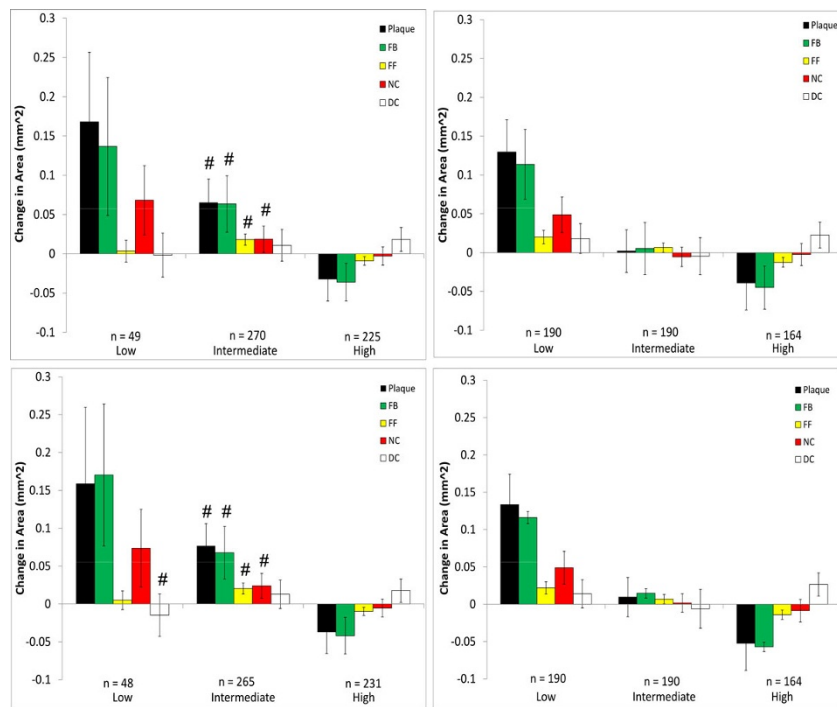 0.3
0.25
0.2
0.15
0.1
0.05
0
-0.05
-0.1
Change in Area (mm^2)
Plaque
FB
FF
NC
DC
# #
# #
n = 49 n = 270 n = 225
Low Intermediate High
0.3
0.25
0.2
0.15
0.1
0.05
0
-0.05
-0.1
Change in Area (mm^2)
Plaque
FB
FF
NC
DC
n = 190 n = 190 n = 164
Low Intermediate High
0.3
0.25
0.2
0.15
0.1
0.05
0
-0.05
-0.1
Change in Area (mm^2)
Plaque
FB
FF
NC
DC
# #
# # #
n = 48 n = 265 n = 231
Low Intermediate High
0.3
0.25
0.2
0.15
0.1
0.05
0
-0.05
-0.1
Change in Area (mm^2)
Plaque
FB
FF
NC
DC
n = 190 n = 190 n = 164
Low Intermediate High